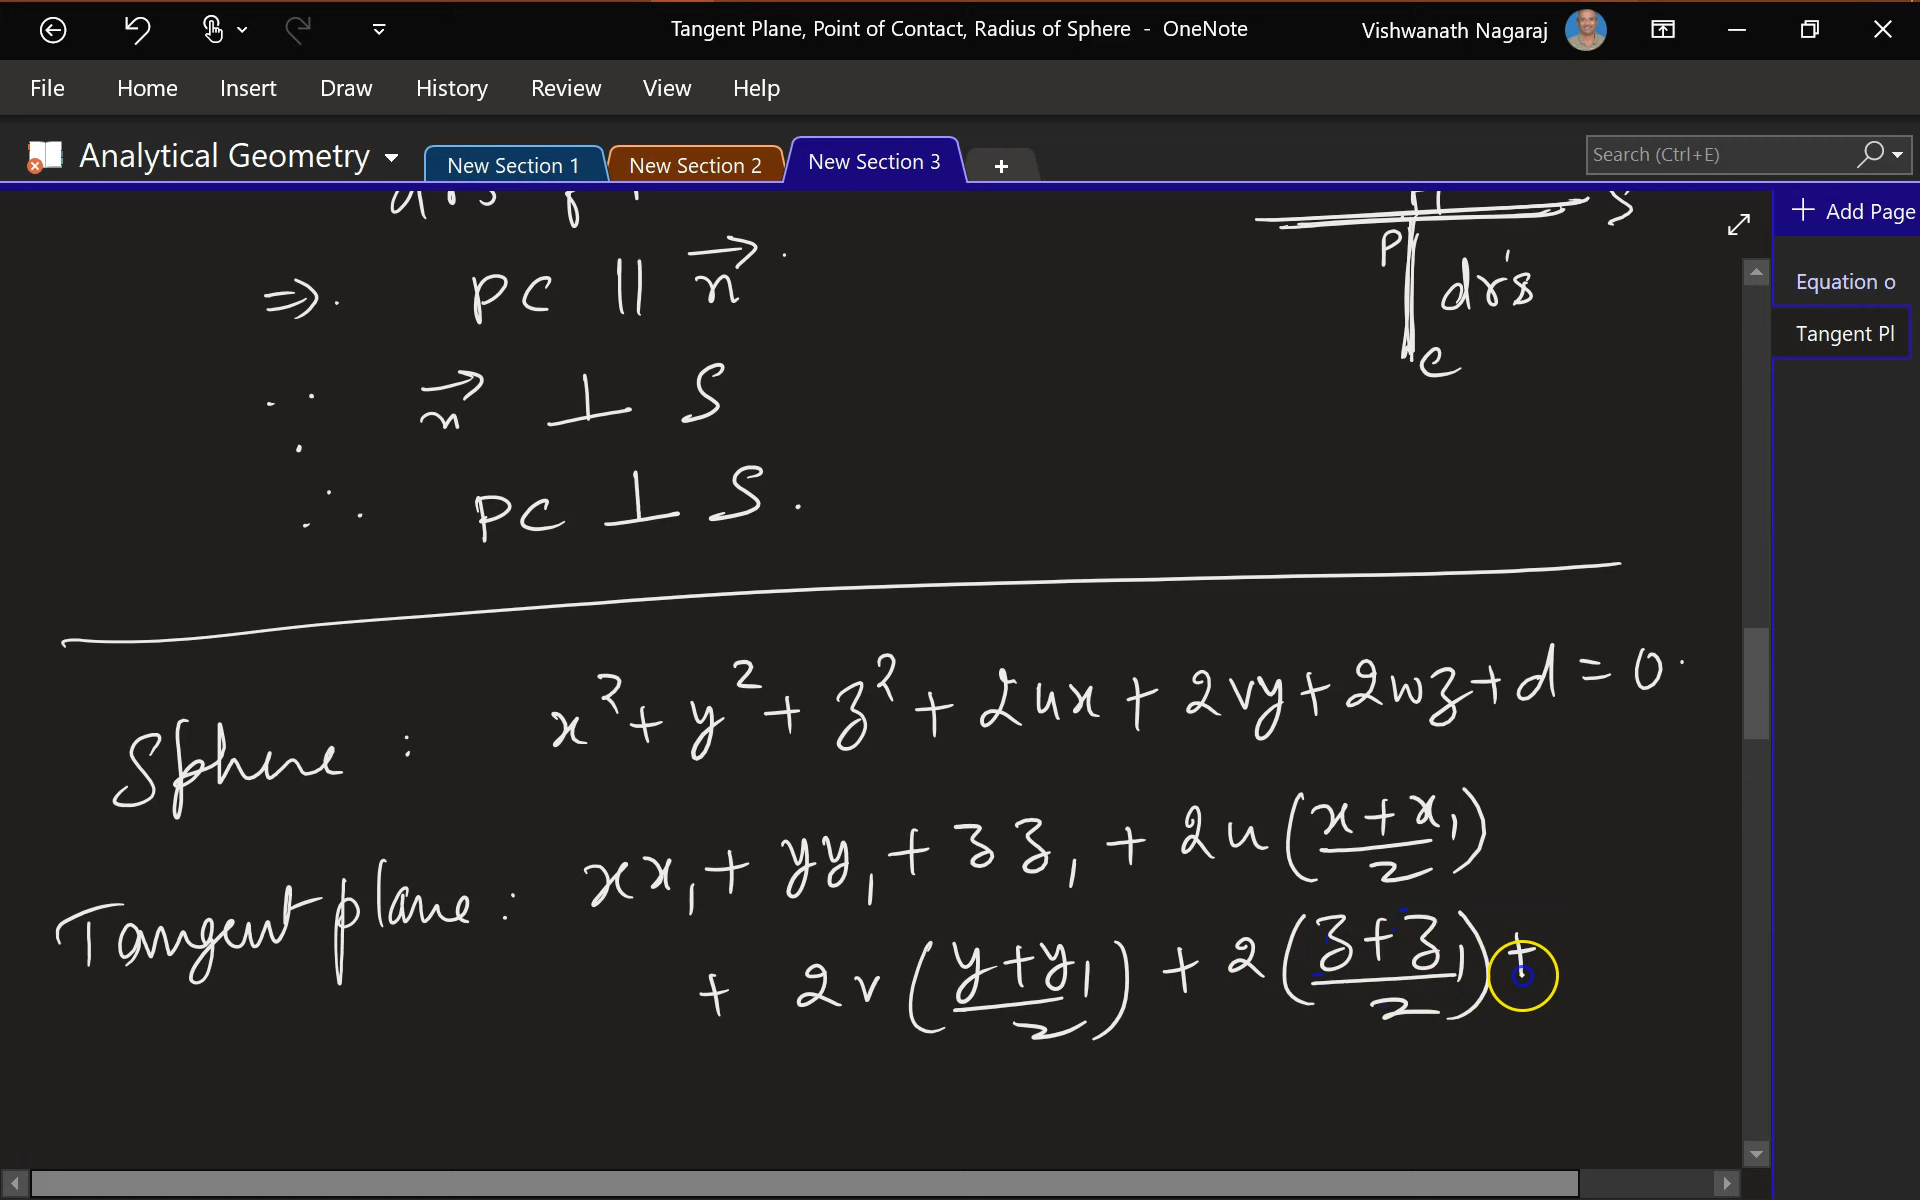 Tangent Plane, Point of Contact, Radius of Sphere - OneNote
Vishwanath Nagaraj
File Home Insert Draw History Review View Help
Analytical Geometry
New Section 1
New Section 2
New Section 3
+
Search (Ctrl+E)
+ Add Page
Equation o
Tangent Pl
P
dr's
C
⇒. PC || n⃗.
∵ n⃗ ⊥ S
∴ PC ⊥ S.
Sphere : x² + y² + z² + 2ux + 2vy + 2wz + d = 0.
Tangent plane : xx₁ + yy₁ + zz₁ + 2u((x+x₁)/2)
+ 2v((y+y₁)/2) + 2((z+z₁)/2) +